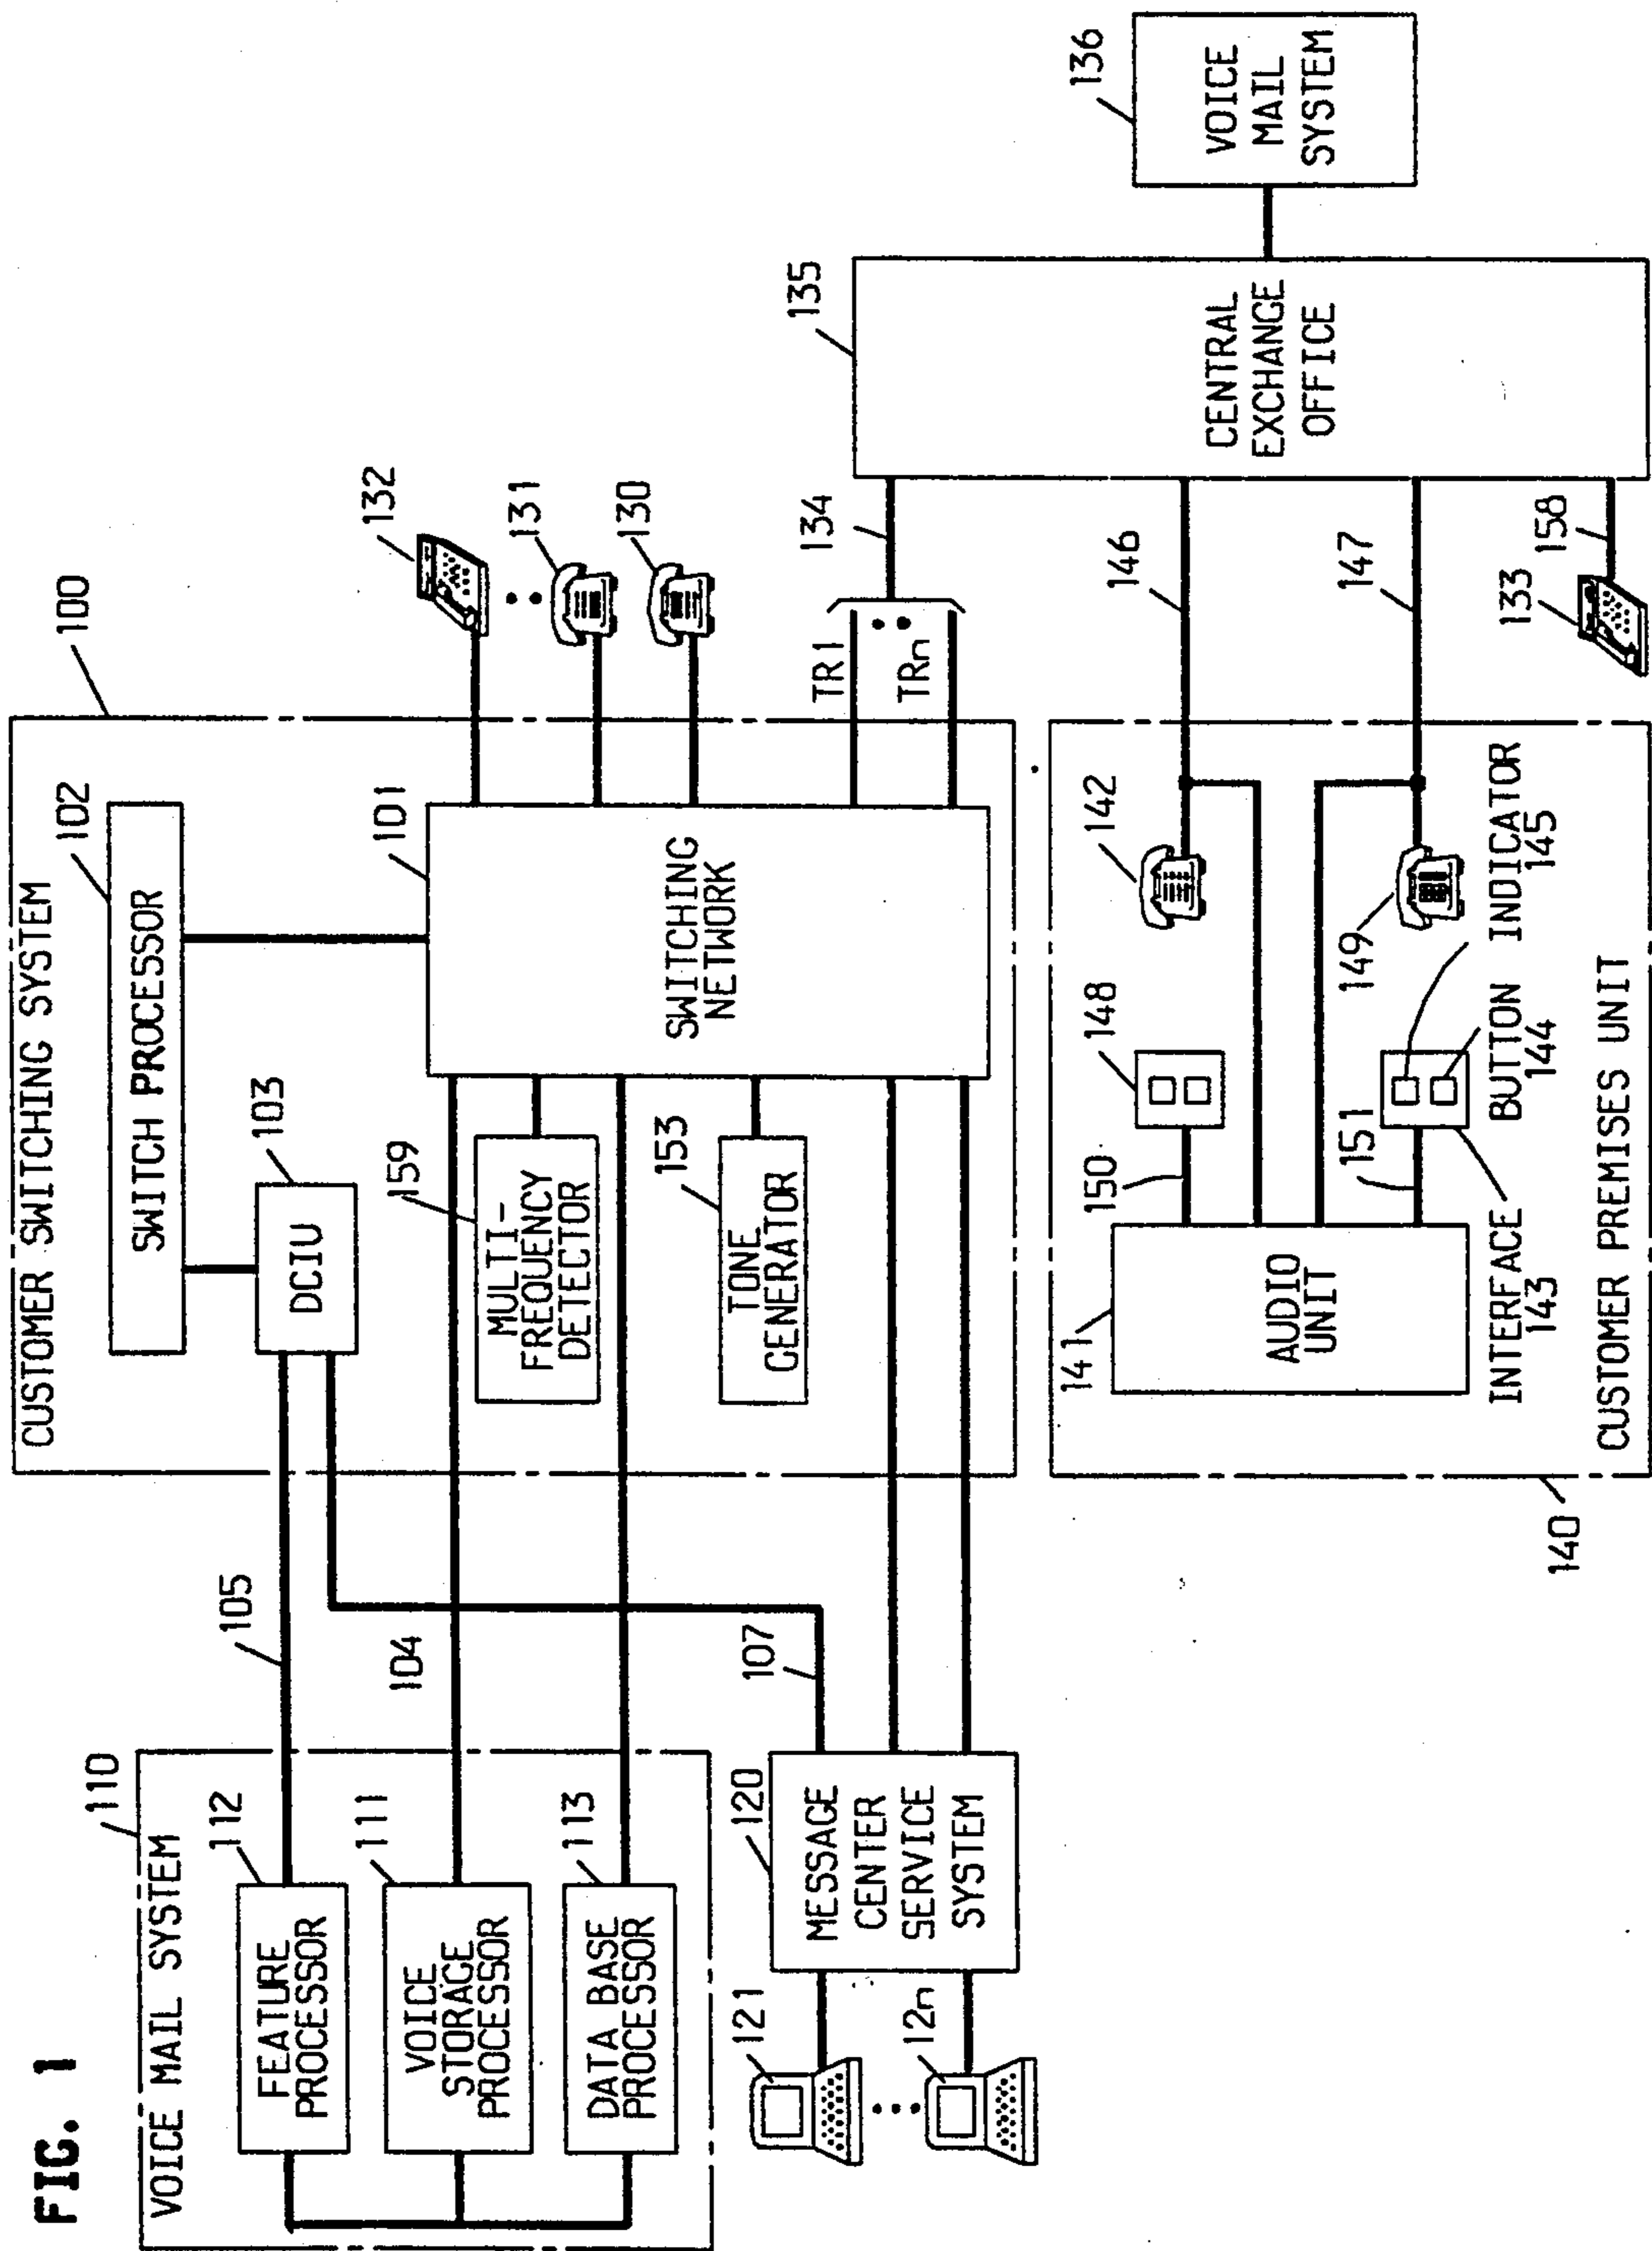 FIG. 1
VOICE MAIL SYSTEM
110
FEATURE
PROCESSOR
112
VOICE
STORAGE
PROCESSOR
111
DATA BASE
PROCESSOR
113
105
104
107
MESSAGE
CENTER
SERVICE
SYSTEM
120
121
12n
CUSTOMER SWITCHING SYSTEM
100
SWITCH PROCESSOR
102
DCIU
103
MULTI-
FREQUENCY
DETECTOR
159
TONE
GENERATOR
153
SWITCHING
NETWORK
101
132
131
130
TR1
TRn
134
CENTRAL
EXCHANGE
OFFICE
135
VOICE
MAIL
SYSTEM
136
146
147
158
133
140
AUDIO
UNIT
141
150
148
142
151
149
INTERFACE
143
BUTTON
144
INDICATOR
145
CUSTOMER PREMISES UNIT